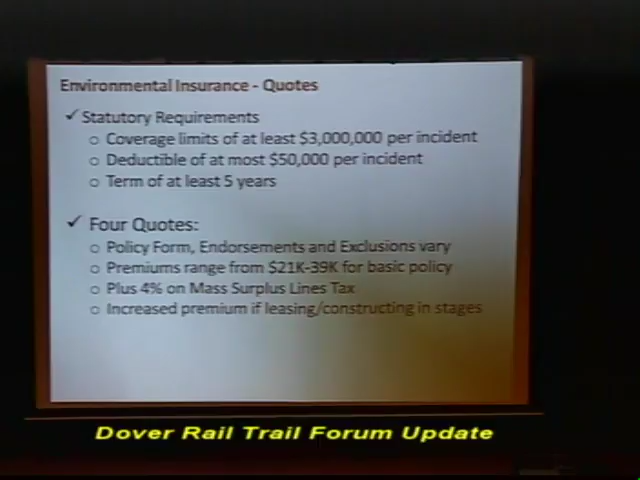 Environmental Insurance - Quotes
✓ Statutory Requirements
o Coverage limits of at least $3,000,000 per incident
o Deductible of at most $50,000 per incident
o Term of at least 5 years
✓ Four Quotes:
o Policy Form, Endorsements and Exclusions vary
o Premiums range from $21K-39K for basic policy
o Plus 4% on Mass Surplus Lines Tax
o Increased premium if leasing/constructing in stages
Dover Rail Trail Forum Update